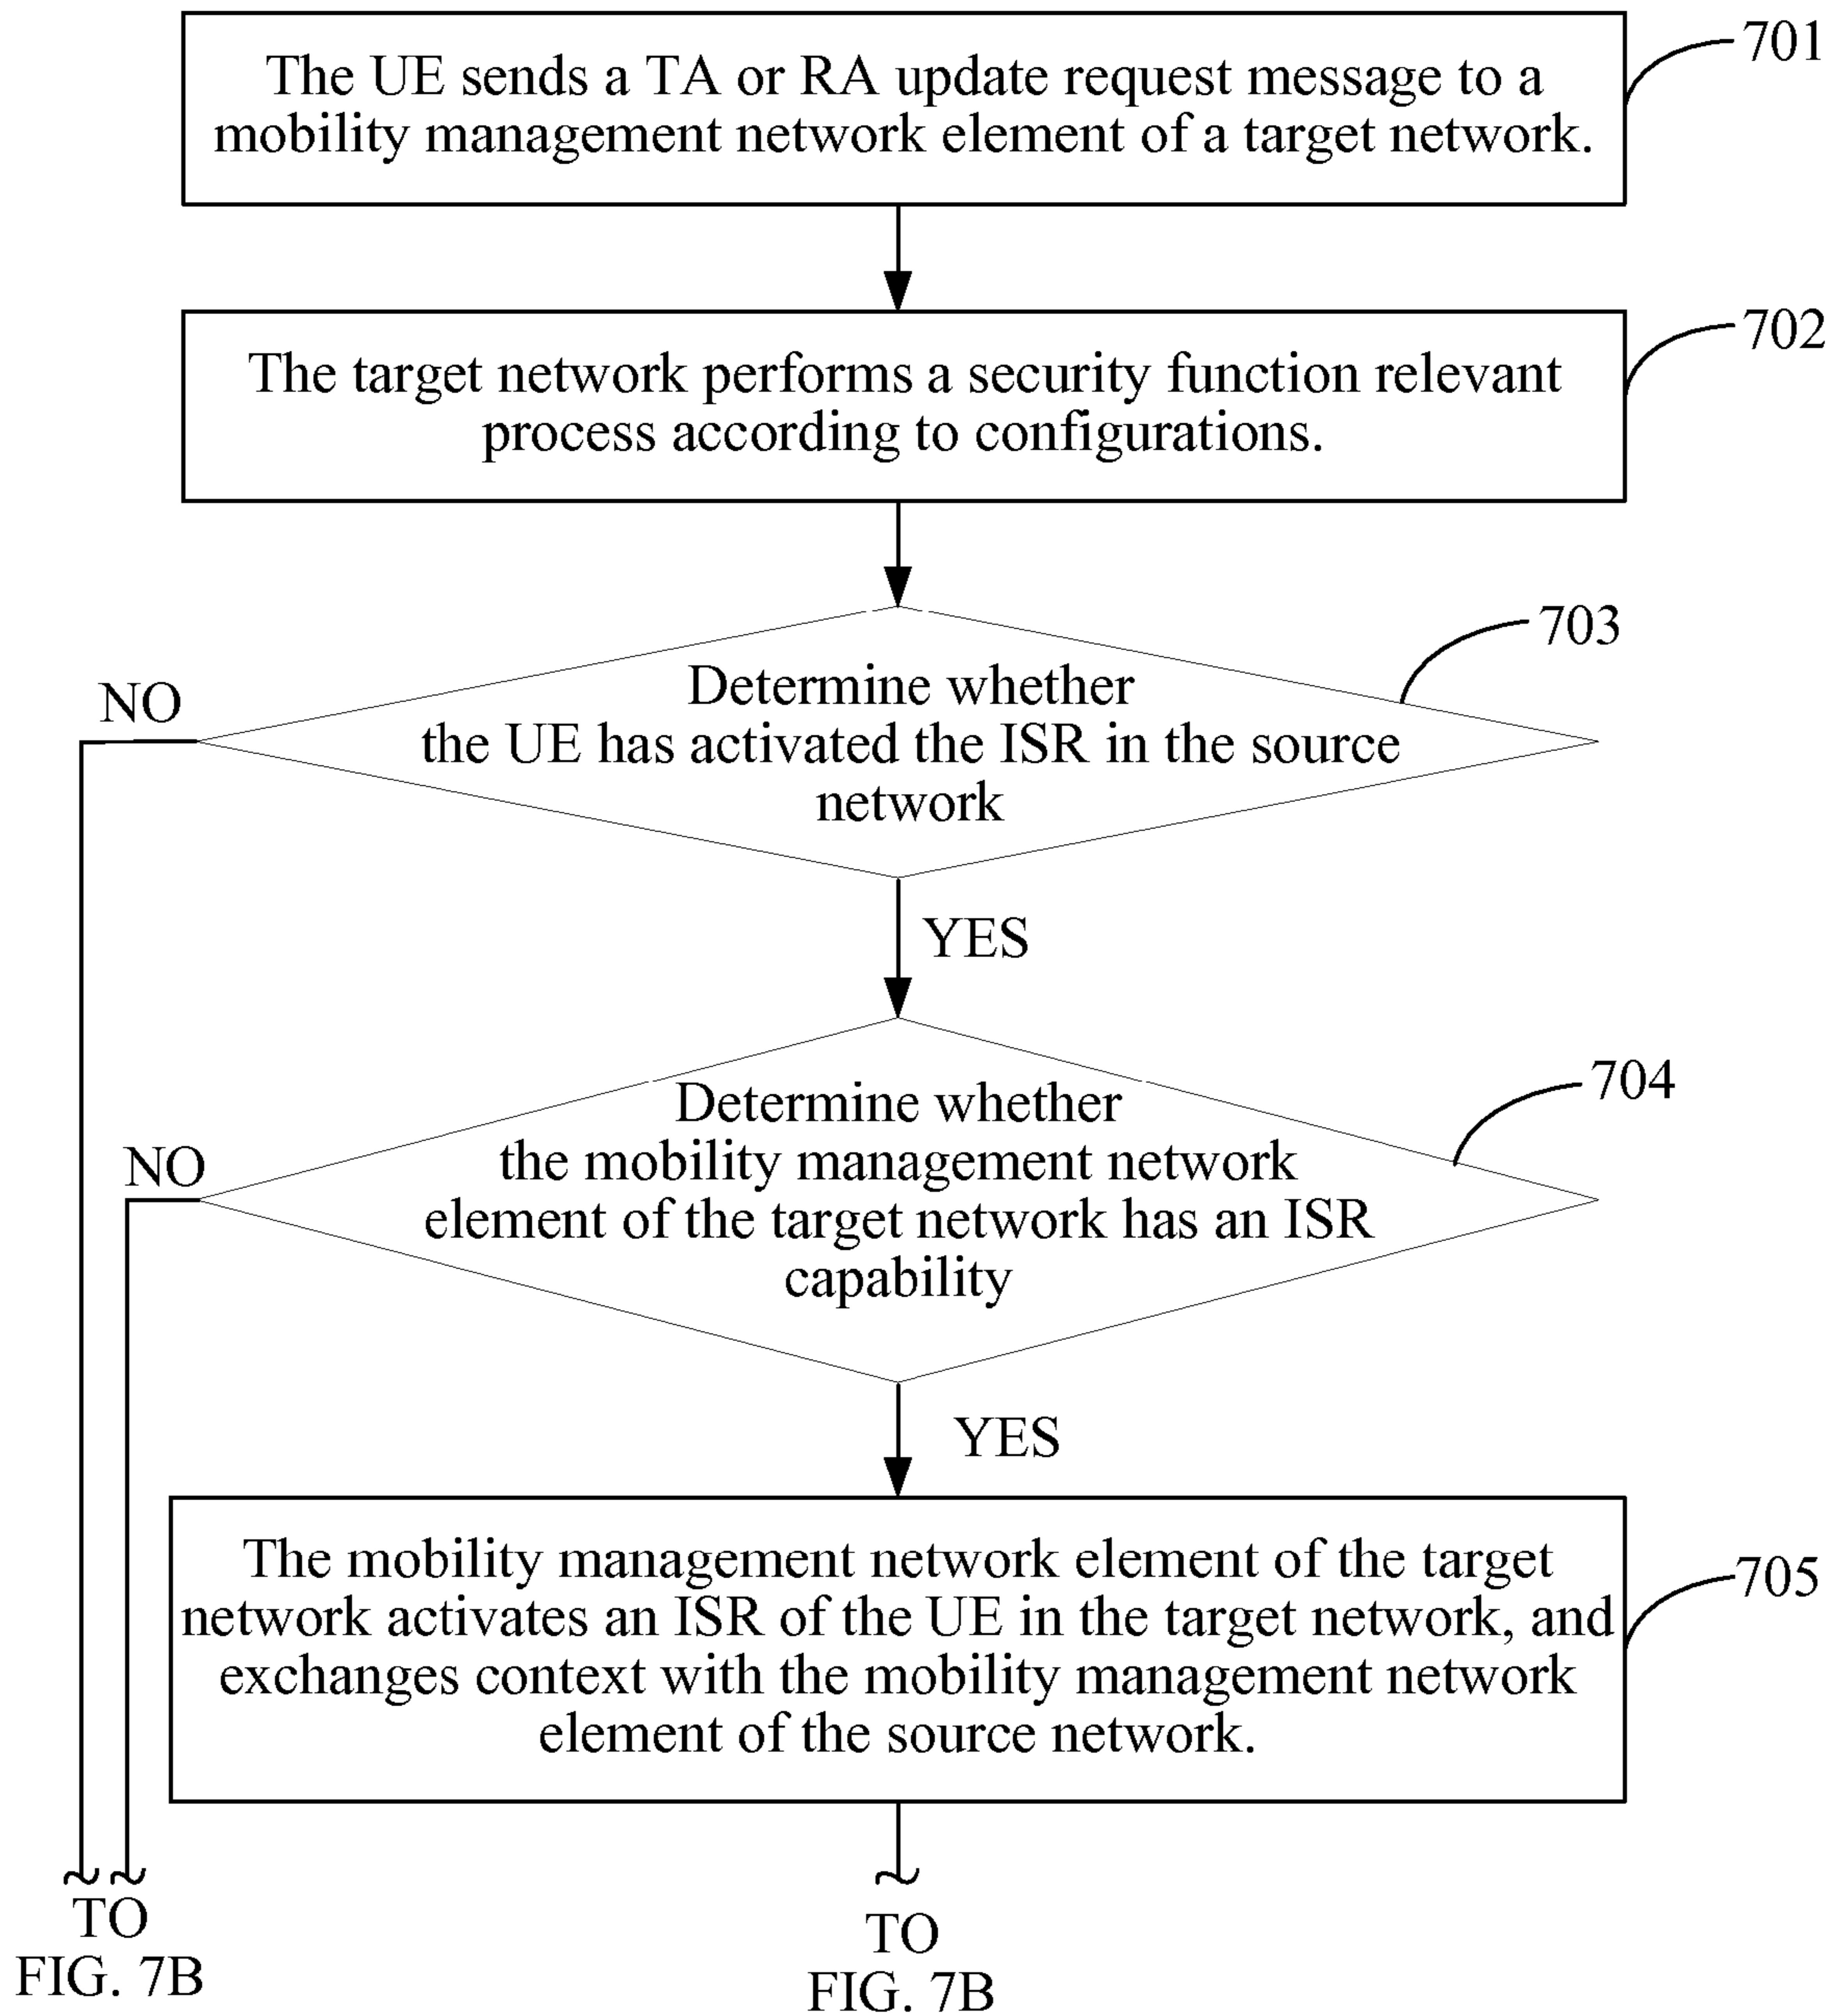 The UE sends a TA or RA update request message to a
mobility management network element of a target network.
701
The target network performs a security function relevant
process according to configurations.
702
703
Determine whether
the UE has activated the ISR in the source
network
NO
YES
704
Determine whether
the mobility management network
element of the target network has an ISR
capability
NO
YES
The mobility management network element of the target
network activates an ISR of the UE in the target network, and
exchanges context with the mobility management network
element of the source network.
705
TO
FIG. 7B
TO
FIG. 7B